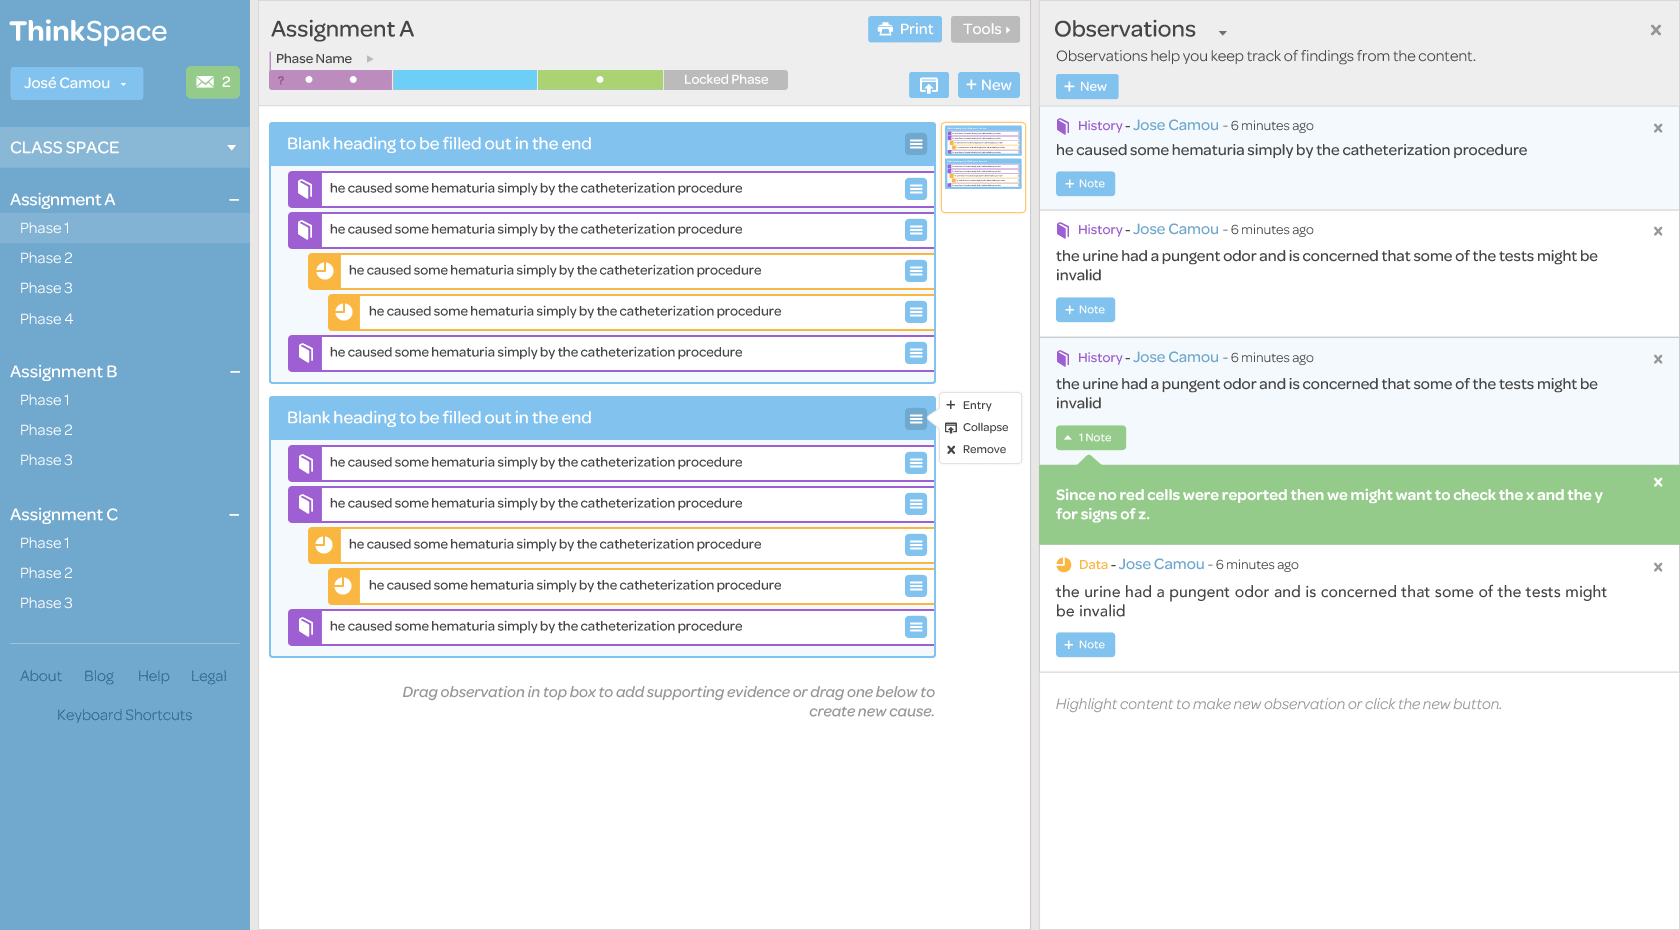 ThinkSpace
José Camou
2
CLASS SPACE
Assignment A
Phase 1
Phase 2
Phase 3
Phase 4
Assignment B
Phase 1
Phase 2
Phase 3
Assignment C
Phase 1
Phase 2
Phase 3
About Blog Help Legal
Keyboard Shortcuts
Assignment A
Print
Tools
Phase Name
?
Locked Phase
+ New
Blank heading to be filled out in the end
he caused some hematuria simply by the catheterization procedure
he caused some hematuria simply by the catheterization procedure
he caused some hematuria simply by the catheterization procedure
he caused some hematuria simply by the catheterization procedure
he caused some hematuria simply by the catheterization procedure
Blank heading to be filled out in the end
+ Entry
Collapse
x Remove
he caused some hematuria simply by the catheterization procedure
he caused some hematuria simply by the catheterization procedure
he caused some hematuria simply by the catheterization procedure
he caused some hematuria simply by the catheterization procedure
he caused some hematuria simply by the catheterization procedure
Drag observation in top box to add supporting evidence or drag one below to
create new cause.
Observations
x
Observations help you keep track of findings from the content.
+ New
History - Jose Camou - 6 minutes ago
x
he caused some hematuria simply by the catheterization procedure
+ Note
History - Jose Camou - 6 minutes ago
x
the urine had a pungent odor and is concerned that some of the tests might be
invalid
+ Note
History - Jose Camou - 6 minutes ago
x
the urine had a pungent odor and is concerned that some of the tests might be
invalid
1 Note
x
Since no red cells were reported then we might want to check the x and the y
for signs of z.
Data - Jose Camou - 6 minutes ago
x
the urine had a pungent odor and is concerned that some of the tests might
be invalid
+ Note
Highlight content to make new observation or click the new button.